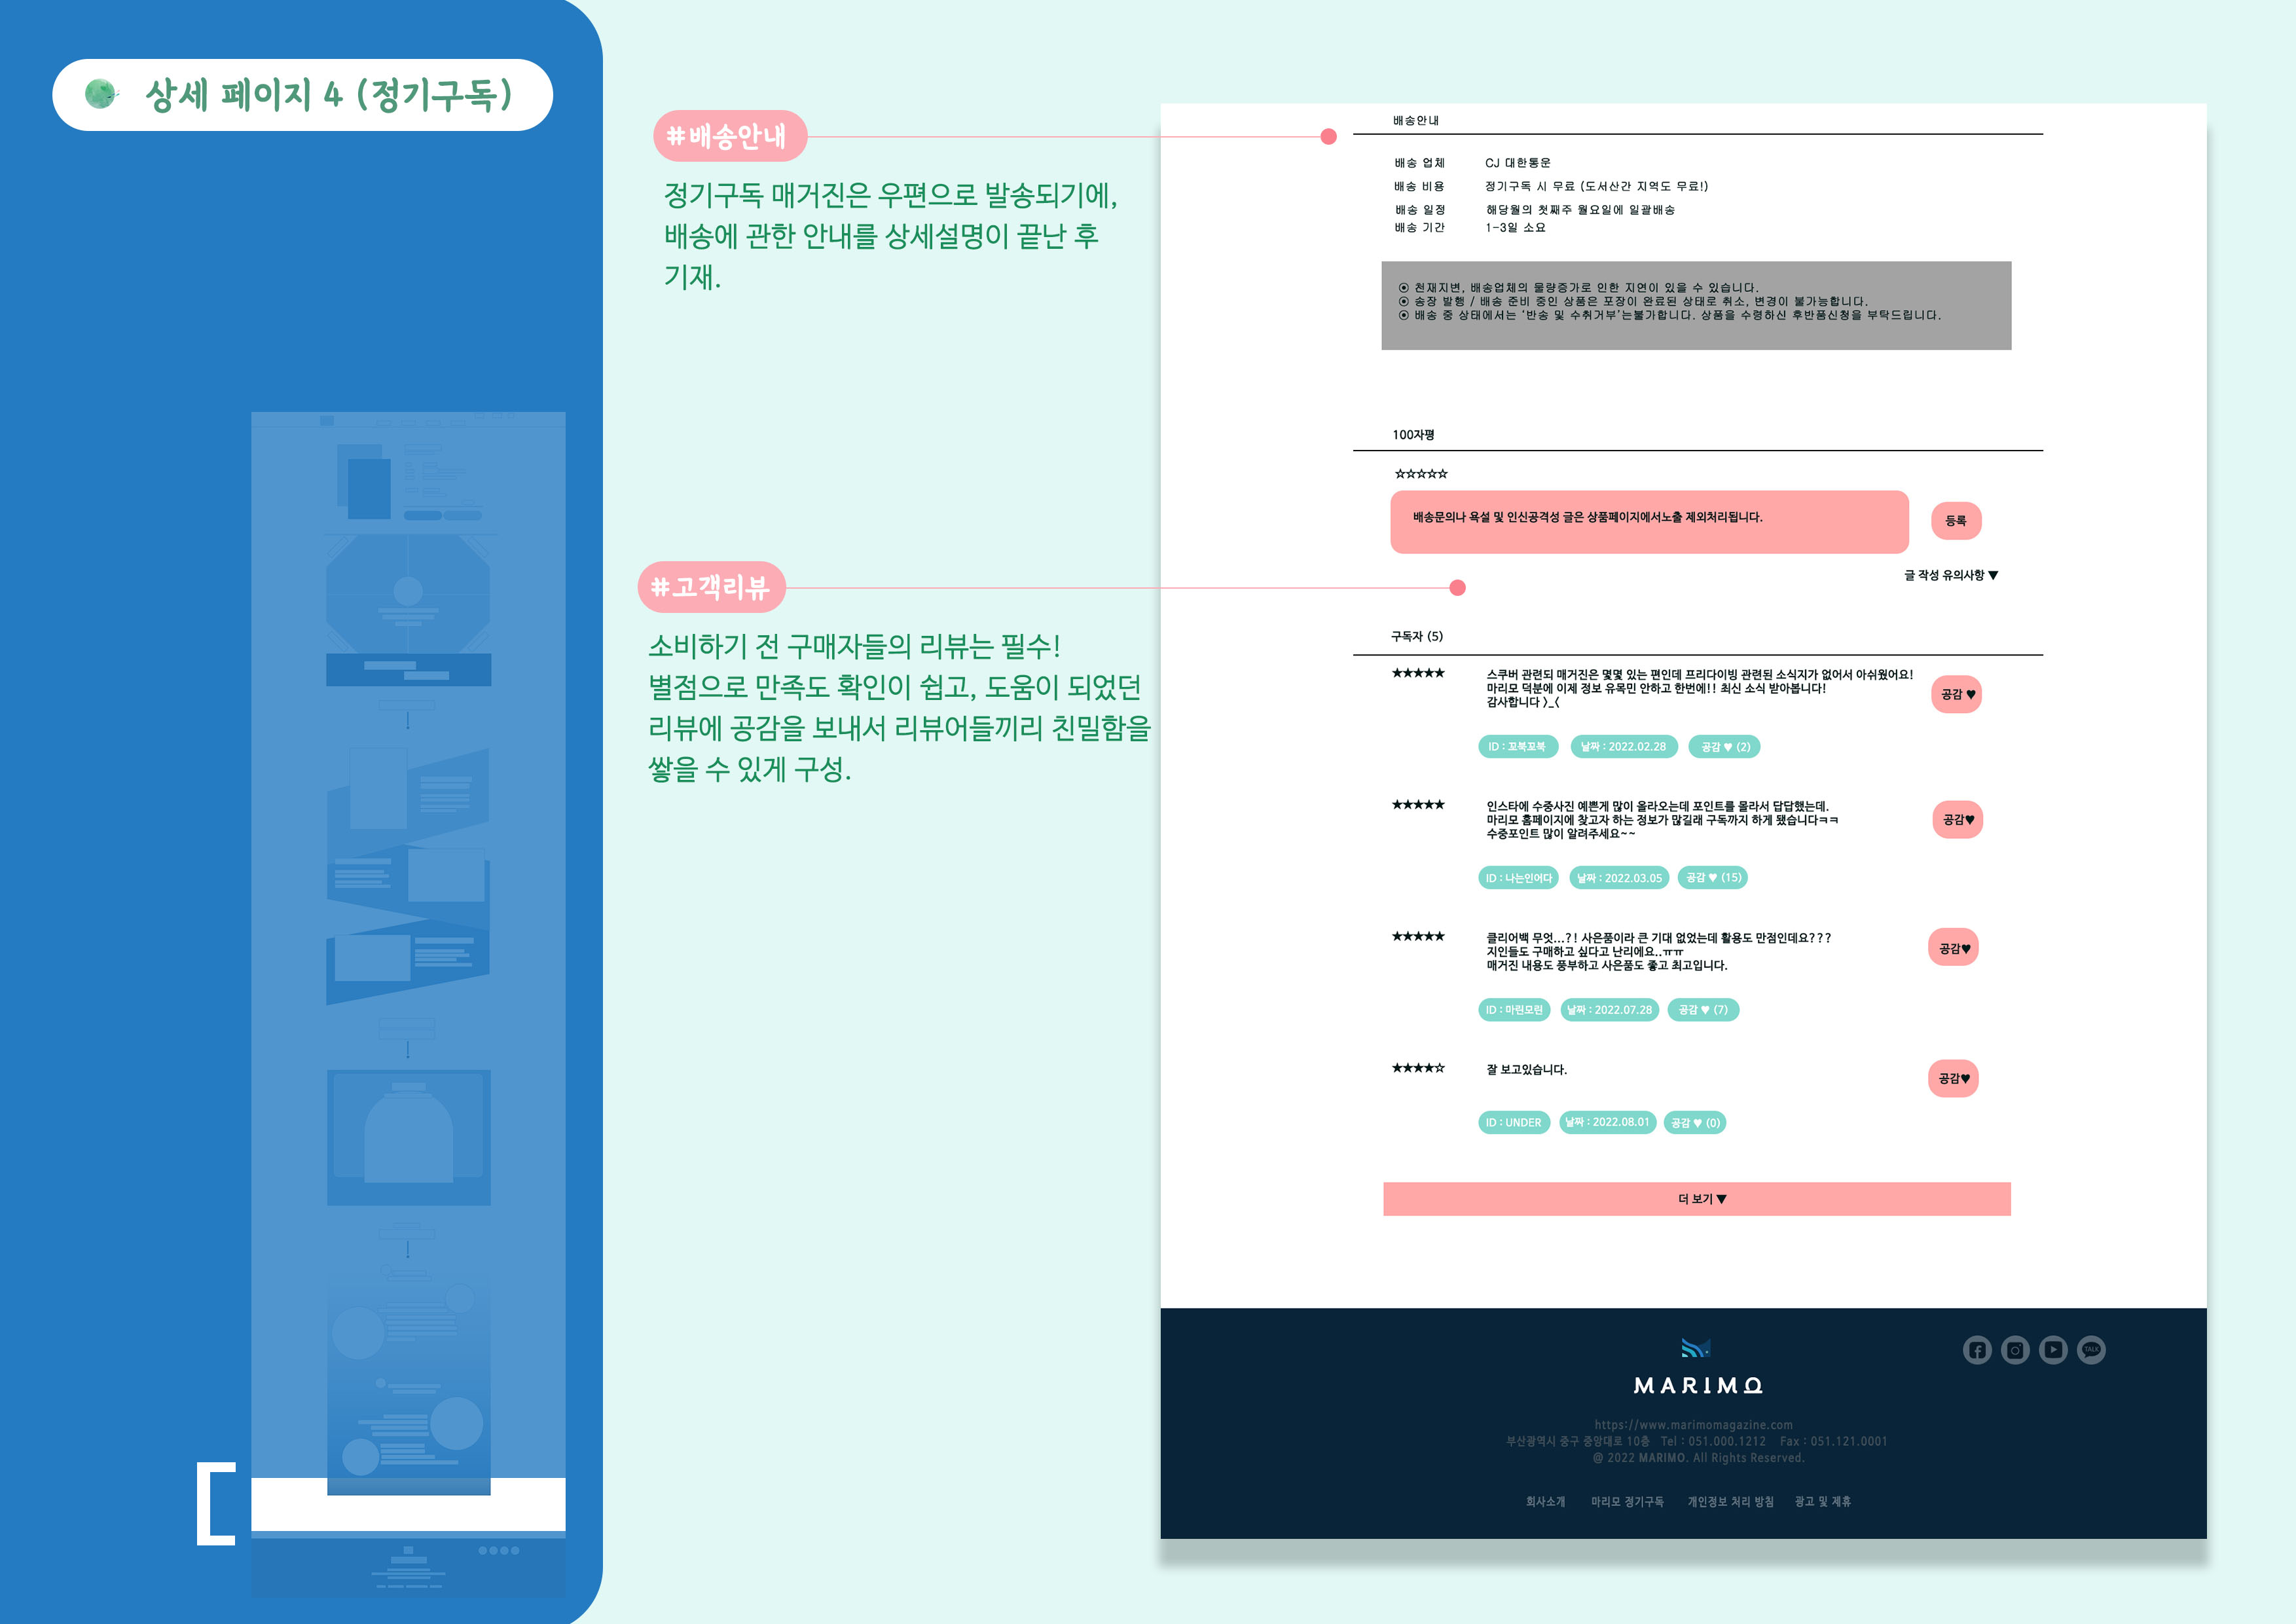 상세 페이지 4 (정기구독)
#배송안내
정기구독 매거진은 우편으로 발송되기에,
배송에 관한 안내를 상세설명이 끝난 후
기재.
#고객리뷰
소비하기 전 구매자들의 리뷰는 필수!
별점으로 만족도 확인이 쉽고, 도움이 되었던
리뷰에 공감을 보내서 리뷰어들끼리 친밀함을
쌓을 수 있게 구성.
배송안내
배송 업체 CJ 대한통운
배송 비용 정기구독 시 무료 (도서산간 지역도 무료!)
배송 일정 해당월의 첫째주 월요일에 일괄배송
배송 기간 1-3일 소요
⊙ 천재지변, 배송업체의 물량증가로 인한 지연이 있을 수 있습니다.
⊙ 송장 발행 / 배송 준비 중인 상품은 포장이 완료된 상태로 취소, 변경이 불가능합니다.
⊙ 배송 중 상태에서는 ‘반송 및 수취거부’는불가합니다. 상품을 수령하신 후반품신청을 부탁드립니다.
100자평
☆☆☆☆☆
배송문의나 욕설 및 인신공격성 글은 상품페이지에서노출 제외처리됩니다.
등록
글 작성 유의사항 ▼
구독자 (5)
★★★★★ 스쿠버 관련되 매거진은 몇몇 있는 편인데 프리다이빙 관련된 소식지가 없어서 아쉬웠어요!
마리모 덕분에 이제 정보 유목민 안하고 한번에!! 최신 소식 받아봅니다!
감사합니다 >_<
공감 ♥
ID : 꼬북꼬북 날짜 : 2022.02.28 공감 ♥ (2)
★★★★★ 인스타에 수중사진 예쁜게 많이 올라오는데 포인트를 몰라서 답답했는데.
마리모 홈페이지에 찾고자 하는 정보가 많길래 구독까지 하게 됐습니다ㅋㅋ
수중포인트 많이 알려주세요~~
공감♥
ID : 나는인어다 날짜 : 2022.03.05 공감 ♥ (15)
★★★★★ 클리어백 무엇...?! 사은품이라 큰 기대 없었는데 활용도 만점인데요???
지인들도 구매하고 싶다고 난리에요..ㅠㅠ
매거진 내용도 풍부하고 사은품도 좋고 최고입니다.
공감♥
ID : 마린모린 날짜 : 2022.07.28 공감 ♥ (7)
★★★★☆ 잘 보고있습니다.
공감♥
ID : UNDER 날짜 : 2022.08.01 공감 ♥ (0)
더 보기 ▼
MARIMO
TALK
https://www.marimomagazine.com
부산광역시 중구 중앙대로 10층 Tel : 051.000.1212 Fax : 051.121.0001
@ 2022 MARIMO. All Rights Reserved.
회사소개 마리모 정기구독 개인정보 처리 방침 광고 및 제휴